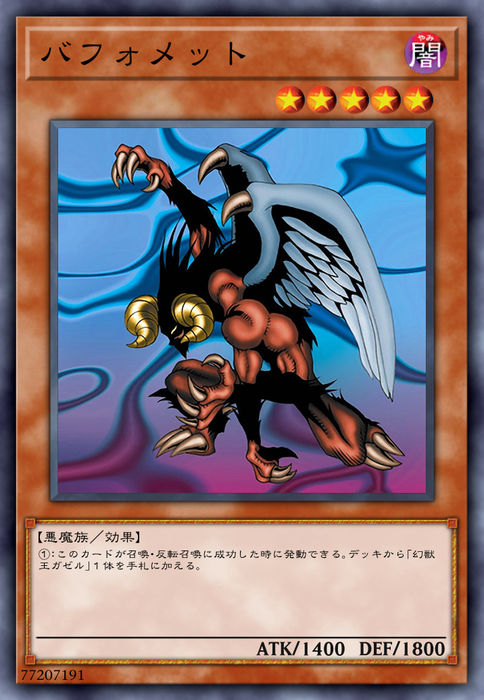 バフォメット
やみ
闇
【悪魔族／効果】
①:このカードが召喚・反転召喚に成功した時に発動できる。デッキから「幻獣
王ガゼル」1体を手札に加える。
ATK/1400 DEF/1800
77207191